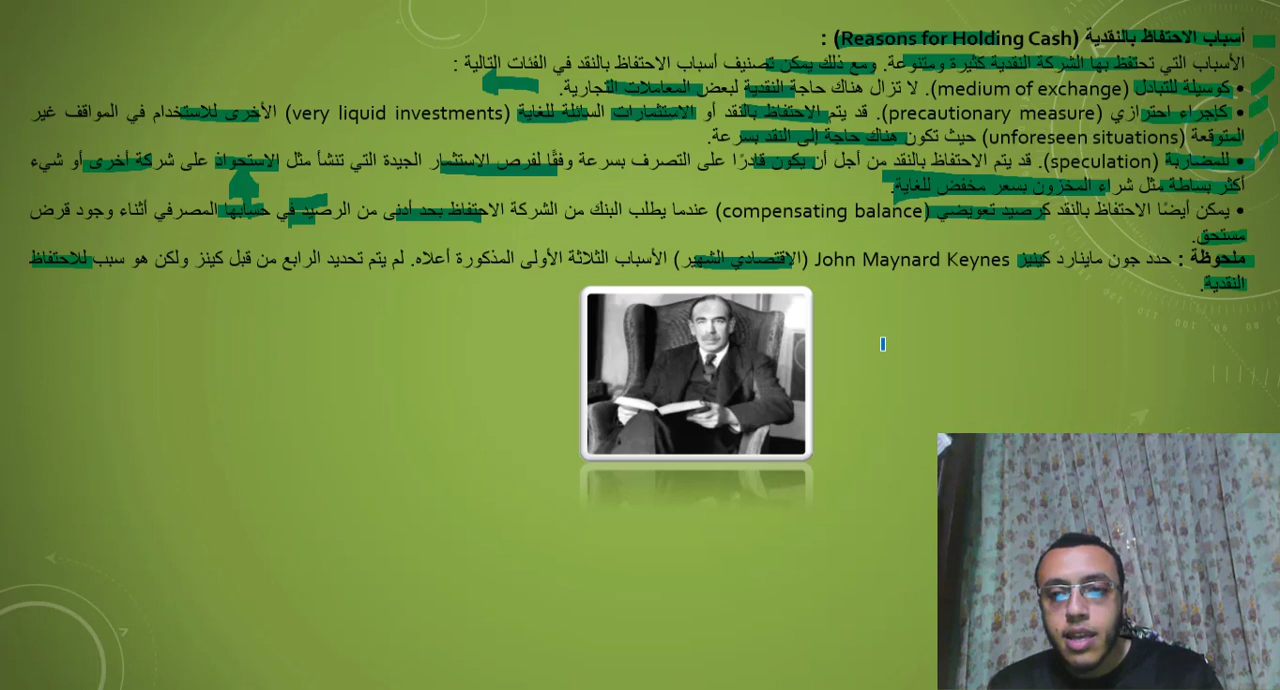 أسباب الاحتفاظ بالنقدية (Reasons for Holding Cash) :
الأسباب التي تحتفظ بها الشركة النقدية كثيرة ومتنوعة. ومع ذلك يمكن تصنيف أسباب الاحتفاظ بالنقد في الفئات التالية :
• كوسيلة للتبادل (medium of exchange). لا تزال هناك حاجة النقدية لبعض المعاملات التجارية.
• كإجراء احترازي (precautionary measure). قد يتم الاحتفاظ بالنقد أو الاستثمارات السائلة للغاية (very liquid investments) الأخرى للاستخدام في المواقف غير
المتوقعة (unforeseen situations) حيث تكون هناك حاجة إلى النقد بسرعة.
• للمضاربة (speculation). قد يتم الاحتفاظ بالنقد من أجل أن يكون قادرًا على التصرف بسرعة وفقًا لفرص الاستثمار الجيدة التي تنشأ مثل الاستحواذ على شركة أخرى أو شيء
أكثر بساطة مثل شراء المخزون بسعر مخفض للغاية.
• يمكن أيضًا الاحتفاظ بالنقد كرصيد تعويضي (compensating balance) عندما يطلب البنك من الشركة الاحتفاظ بحد أدنى من الرصيد في حسابها المصرفي أثناء وجود قرض
مستحق.
ملحوظة : حدد جون ماينارد كينيز John Maynard Keynes (الاقتصادي الشهير) الأسباب الثلاثة الأولى المذكورة أعلاه. لم يتم تحديد الرابع من قبل كينز ولكن هو سبب للاحتفاظ
النقدية.